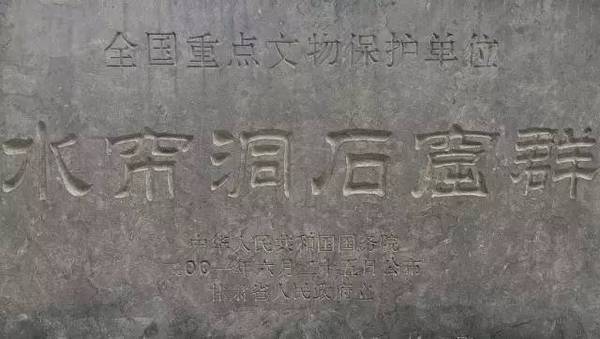 全国重点文物保护单位
水帘洞石窟群
中华人民共和国国务院
二〇〇一年六月二十五日公布
甘肃省人民政府立